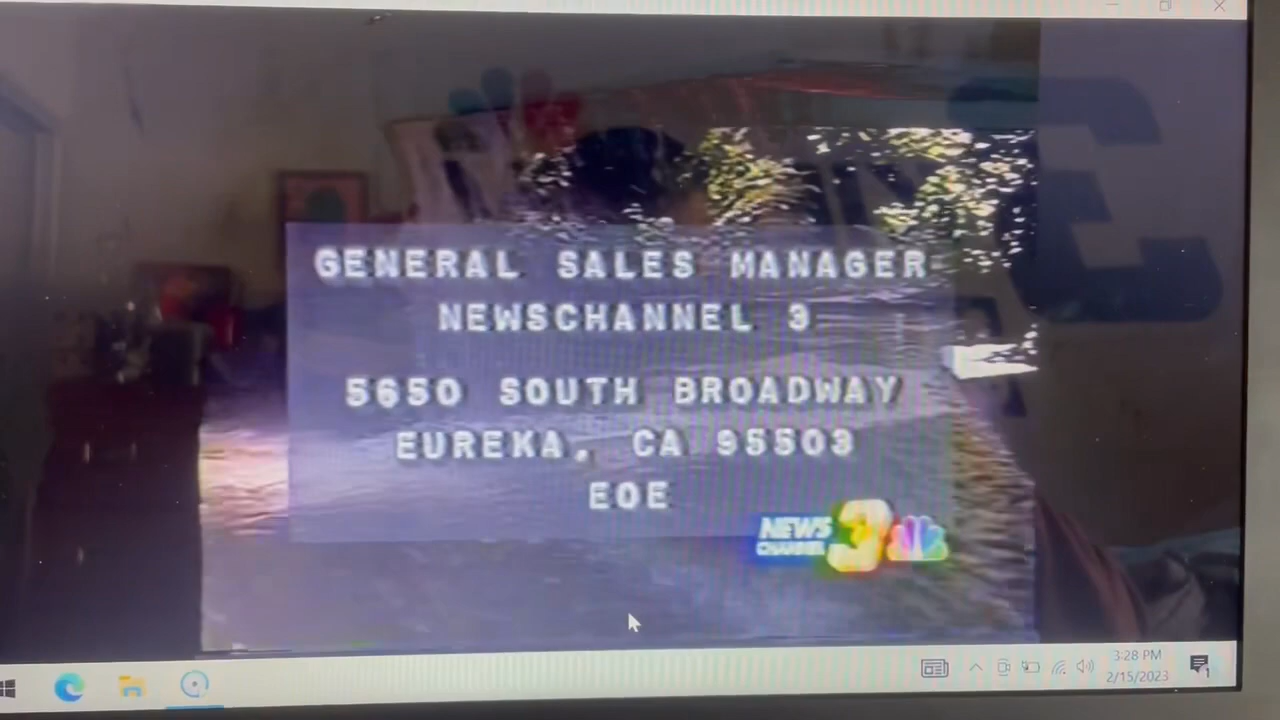 GENERAL SALES MANAGER
NEWSCHANNEL 3
5650 SOUTH BROADWAY
EUREKA, CA 95503
EOE
NEWS
CHANNEL 3
3:28 PM
2/15/2023
1